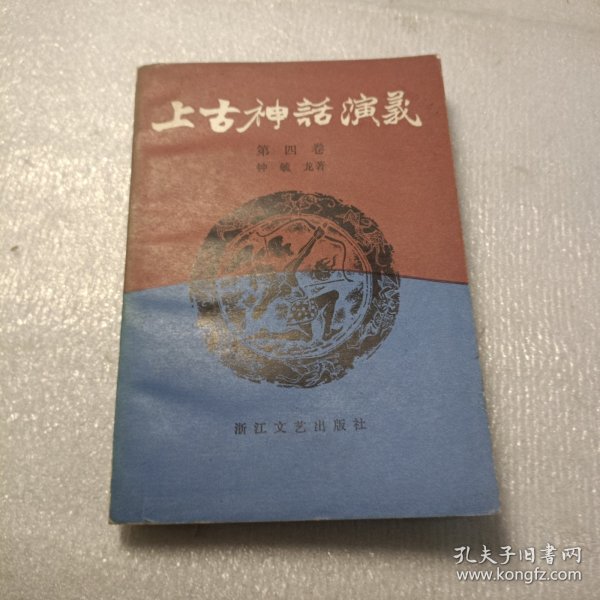 上古神話演義
第四卷
钟毓龙著
浙江文艺出版社
孔夫子旧书网
www.kongfz.com